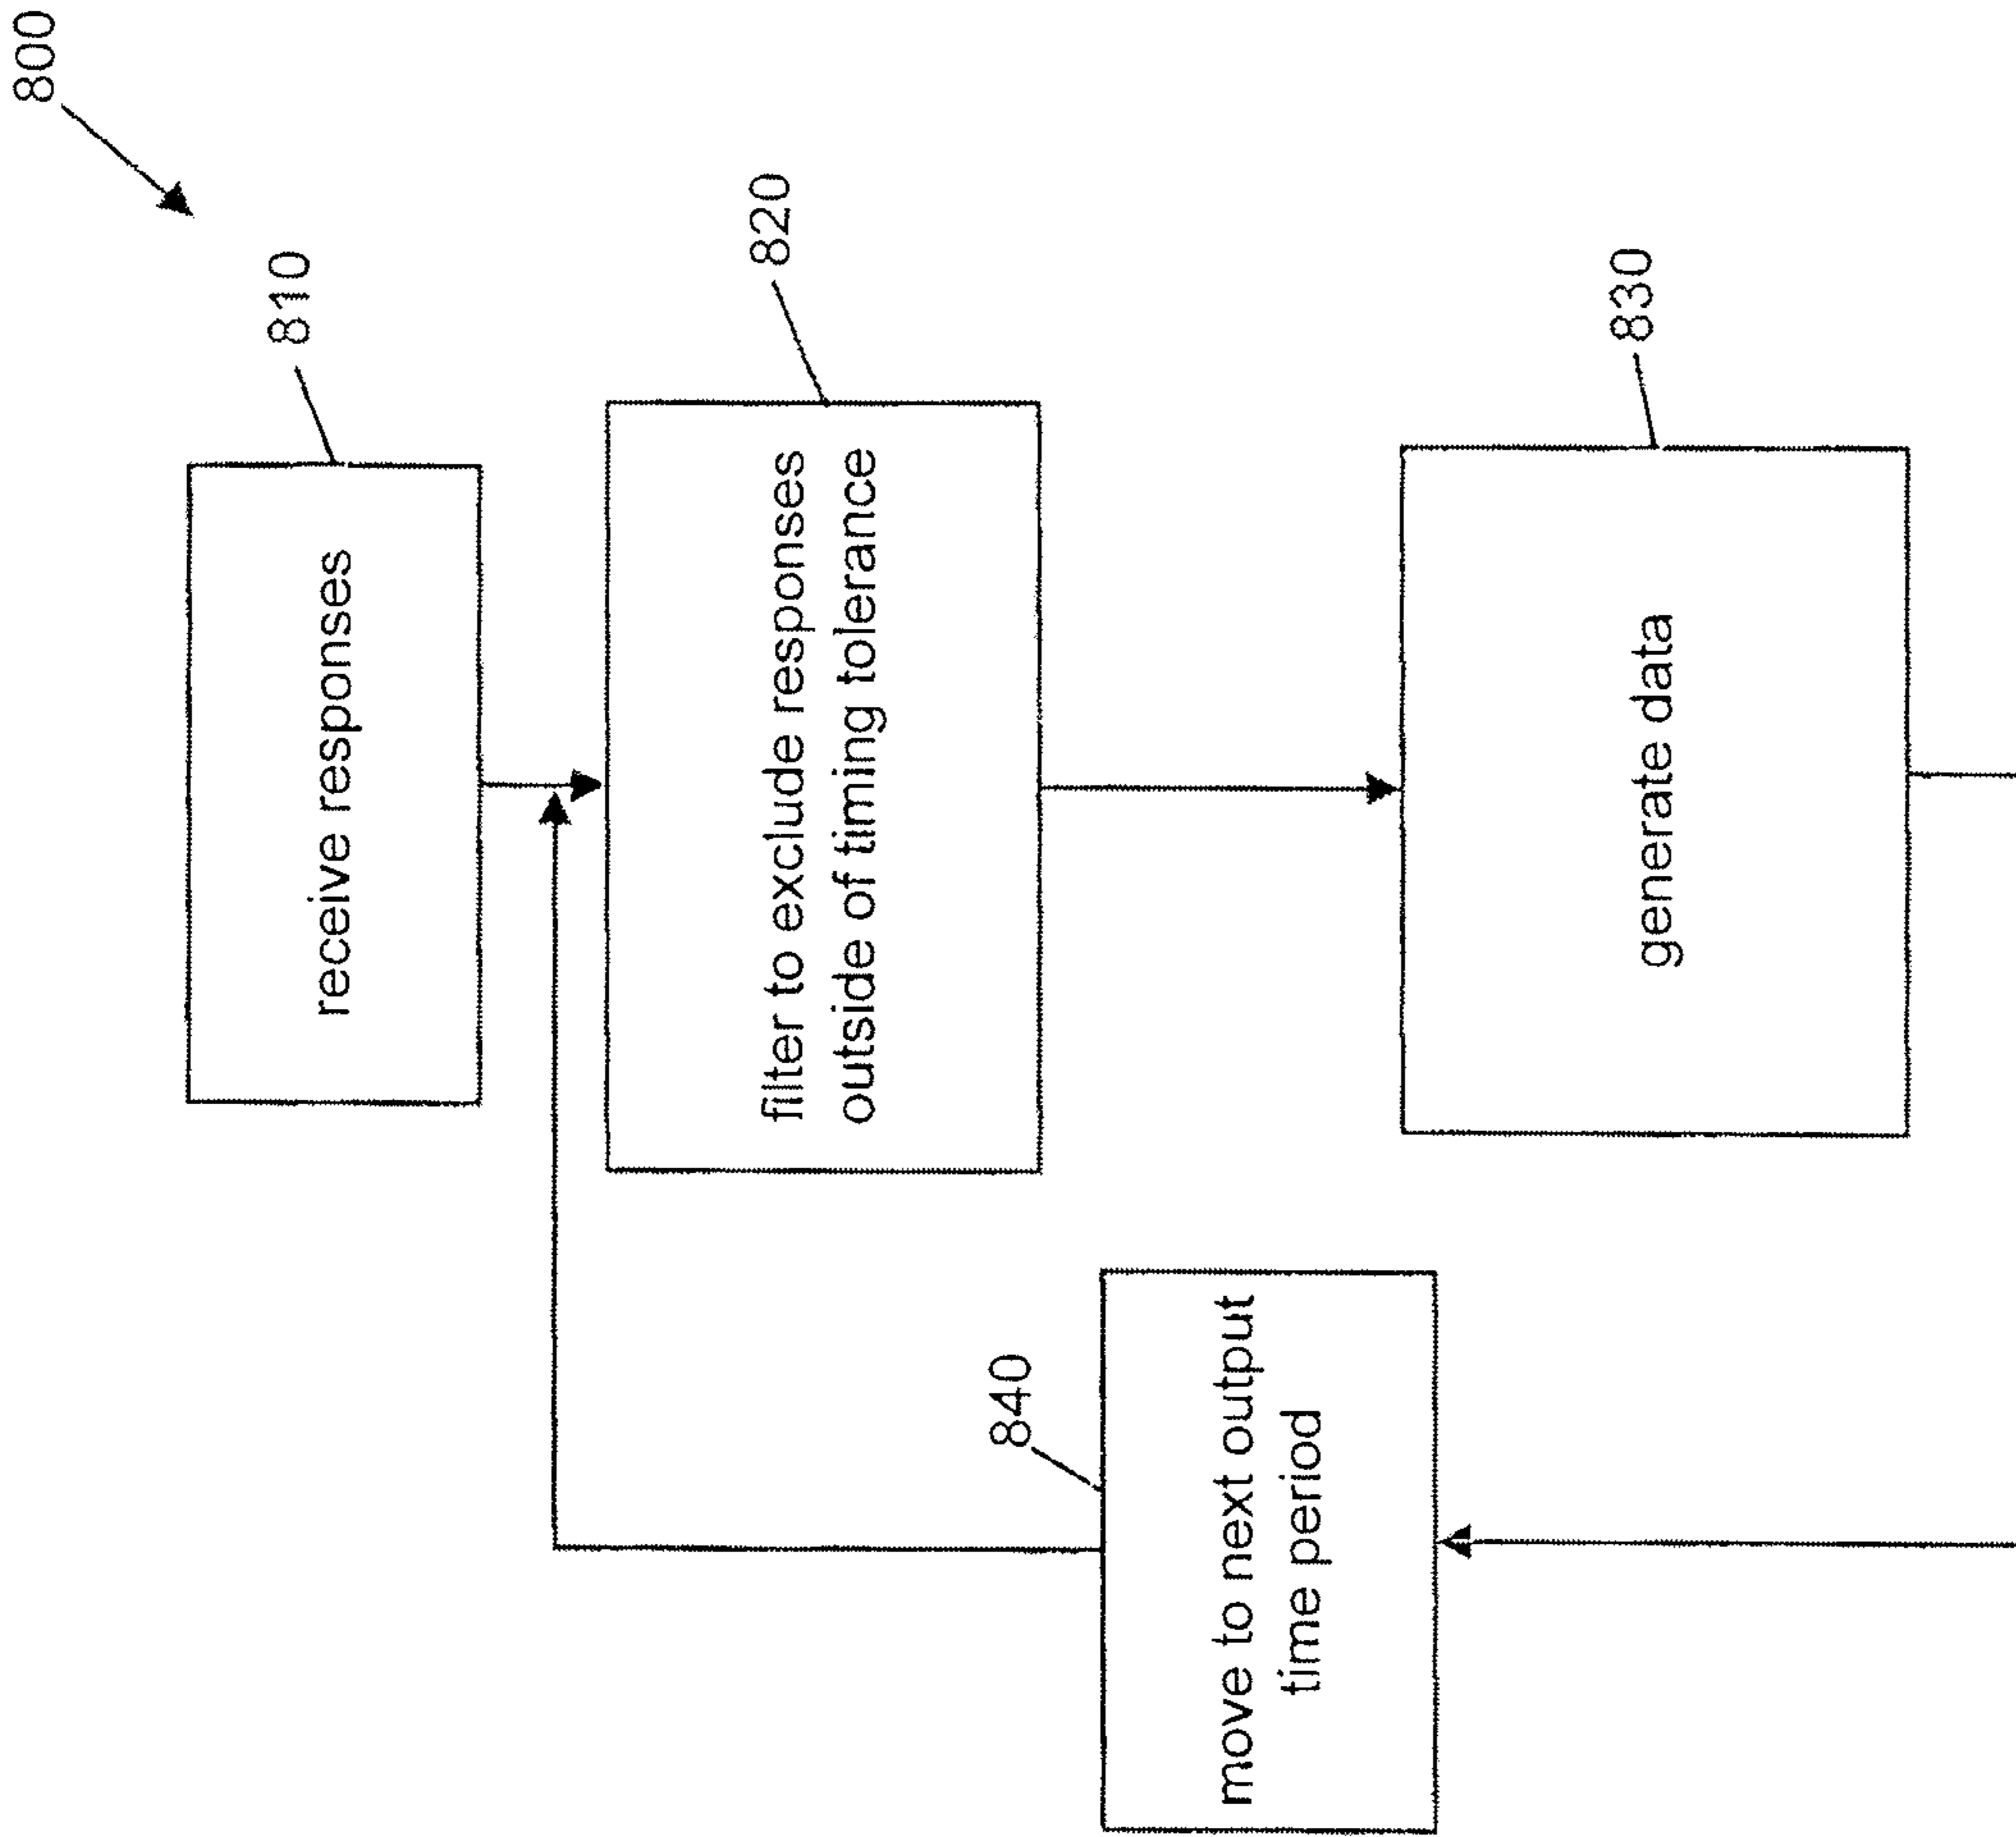 800
810
receive responses
820
filter to exclude responses
outside of timing tolerance
830
generate data
840
move to next output
time period